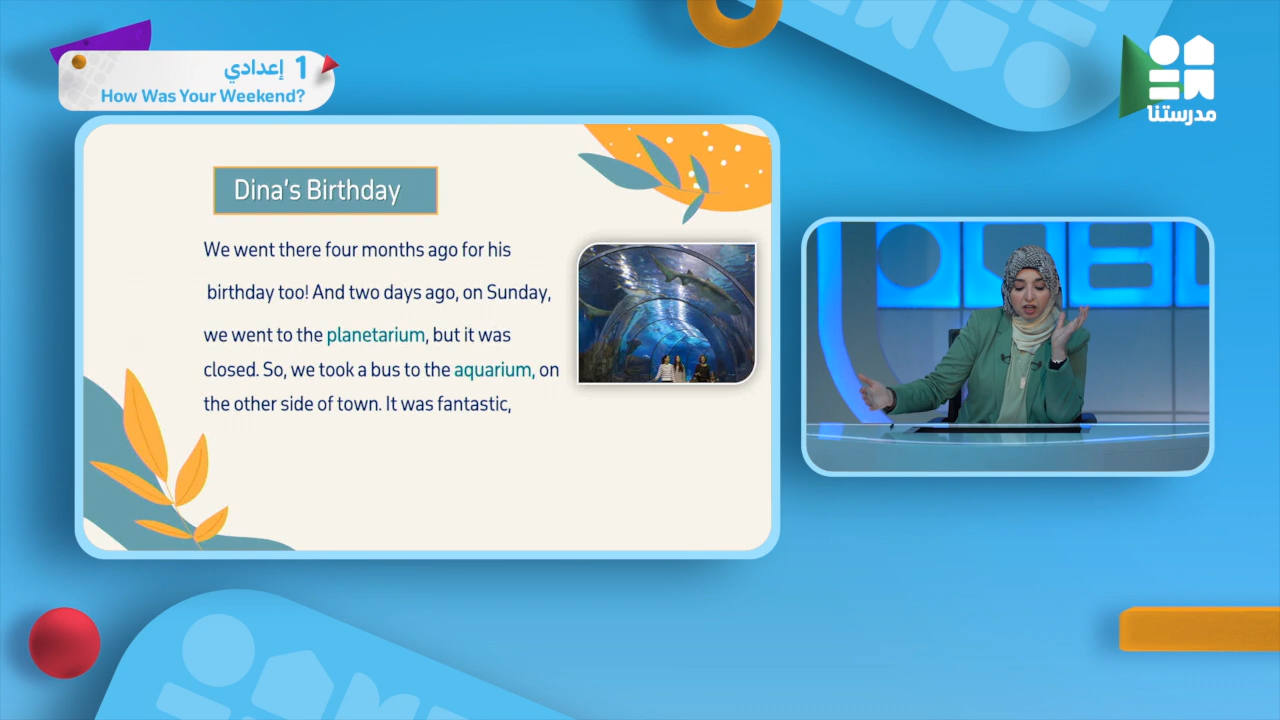 1 إعدادي
How Was Your Weekend?
مدرستنا
Dina's Birthday
We went there four months ago for his
birthday too! And two days ago, on Sunday,
we went to the planetarium, but it was
closed. So, we took a bus to the aquarium, on
the other side of town. It was fantastic,